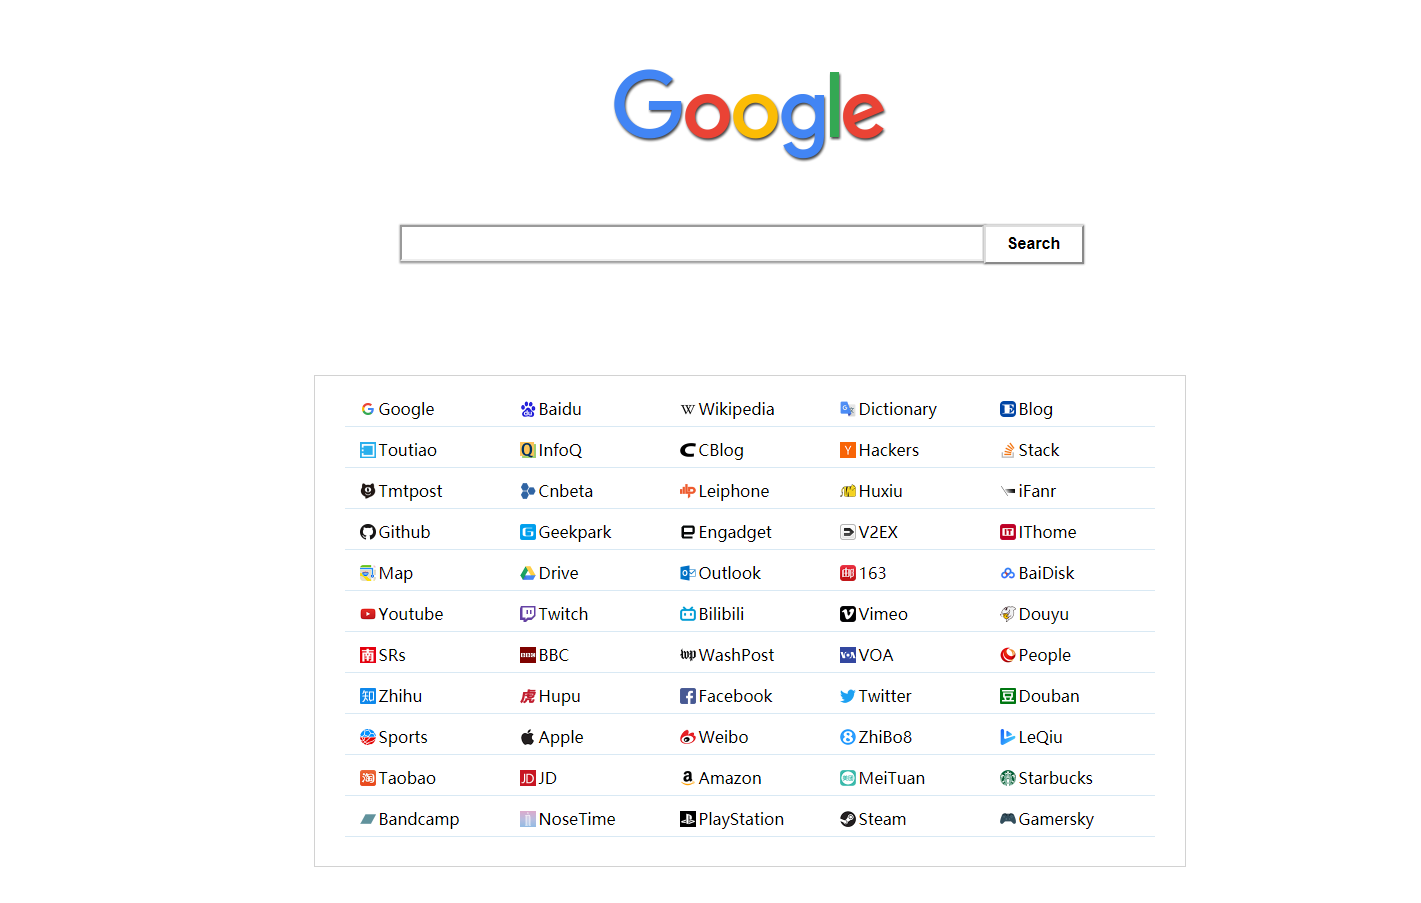 Google
Search
Google Baidu Wikipedia Dictionary Blog
Toutiao InfoQ CBlog Hackers Stack
Tmtpost Cnbeta Leiphone Huxiu iFanr
Github Geekpark Engadget V2EX IThome
Map Drive Outlook 163 BaiDisk
Youtube Twitch Bilibili Vimeo Douyu
SRs BBC WashPost VOA People
Zhihu Hupu Facebook Twitter Douban
Sports Apple Weibo ZhiBo8 LeQiu
Taobao JD Amazon MeiTuan Starbucks
Bandcamp NoseTime PlayStation Steam Gamersky